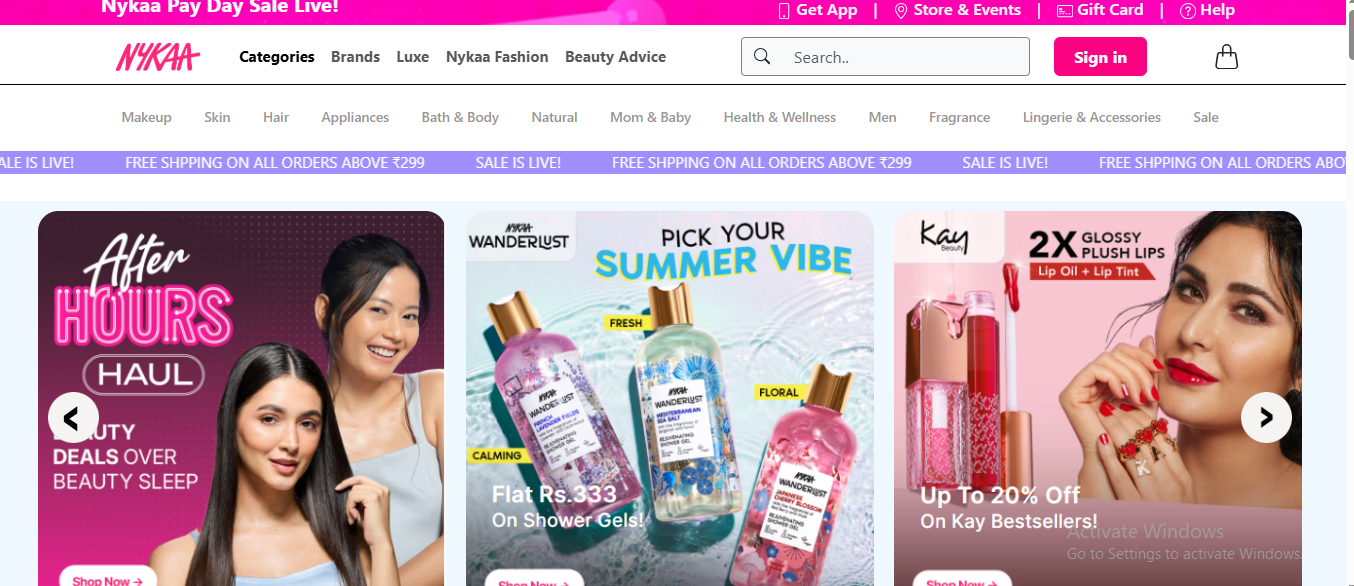 Nykaa Pay Day Sale Live!
Get App | Store & Events | Gift Card | Help
NYKAA Categories Brands Luxe Nykaa Fashion Beauty Advice Search.. Sign in
Makeup Skin Hair Appliances Bath & Body Natural Mom & Baby Health & Wellness Men Fragrance Lingerie & Accessories Sale
ALE IS LIVE! FREE SHPPING ON ALL ORDERS ABOVE ₹299 SALE IS LIVE! FREE SHPPING ON ALL ORDERS ABOVE ₹299 SALE IS LIVE! FREE SHPPING ON ALL ORDERS ABO
After
HOURS
HAUL
AUTY
DEALS OVER
BEAUTY SLEEP
Shop Now →
NYKAA
WANDERLUST
PICK YOUR
SUMMER VIBE
FRESH
FLORAL
CALMING
NYKAA
WANDERLUST
FRENCH
LAVENDER FIELDS
REJUVENATING
SHOWER GEL
NYKAA
WANDERLUST
MEDITERRANEAN
SEA SALT
REJUVENATING
SHOWER GEL
NYKAA
WANDERLUST
JAPANESE
CHERRY BLOSSOM
REJUVENATING
SHOWER GEL
Flat Rs.333
On Shower Gels!
Shop Now →
Kay
Beauty
2X GLOSSY
PLUSH LIPS
Lip Oil + Lip Tint
K
Up To 20% Off
On Kay Bestsellers!
Shop Now →
Activate Windows
Go to Settings to activate Windows.